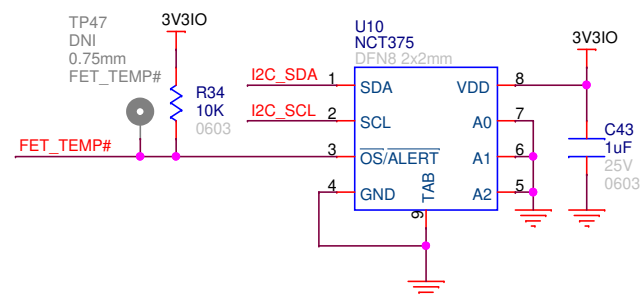 TP47
DNI
0.75mm
FET_TEMP#
3V3IO
R34
10K
0603
FET_TEMP#
I2C_SDA
I2C_SCL
U10
NCT375
DFN8 2x2mm
1 SDA
2 SCL
3 OS/ALERT
4 GND
TAB
9
VDD 8
A0 7
A1 6
A2 5
3V3IO
C43
1uF
25V
0603